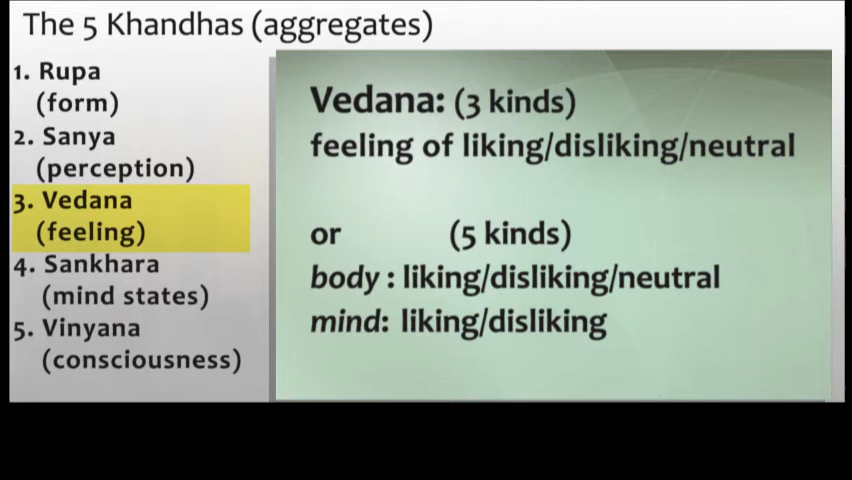 The 5 Khandhas (aggregates)
1. Rupa
(form)
2. Sanya
(perception)
3. Vedana
(feeling)
4. Sankhara
(mind states)
5. Vinyana
(consciousness)
Vedana: (3 kinds)
feeling of liking/disliking/neutral
or (5 kinds)
body : liking/disliking/neutral
mind: liking/disliking